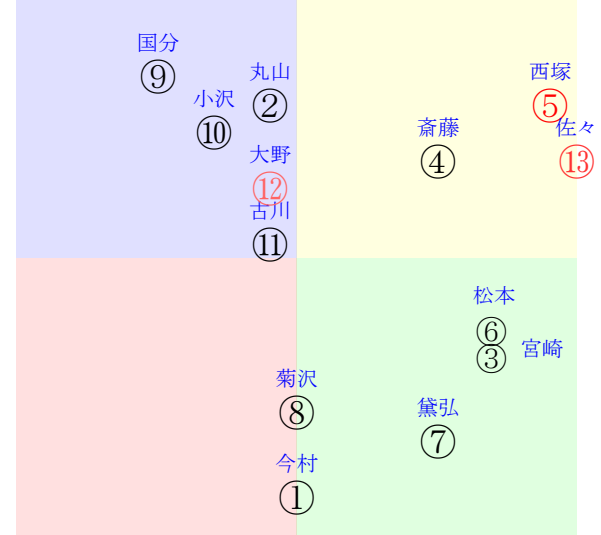 国分
⑨
丸山
②
西塚
⑤
小沢
⑩
斎藤
④
佐々
⑬
大野
⑫
古川
⑪
松本
⑥
③
宮崎
菊沢
⑧
黛弘
⑦
今村
①